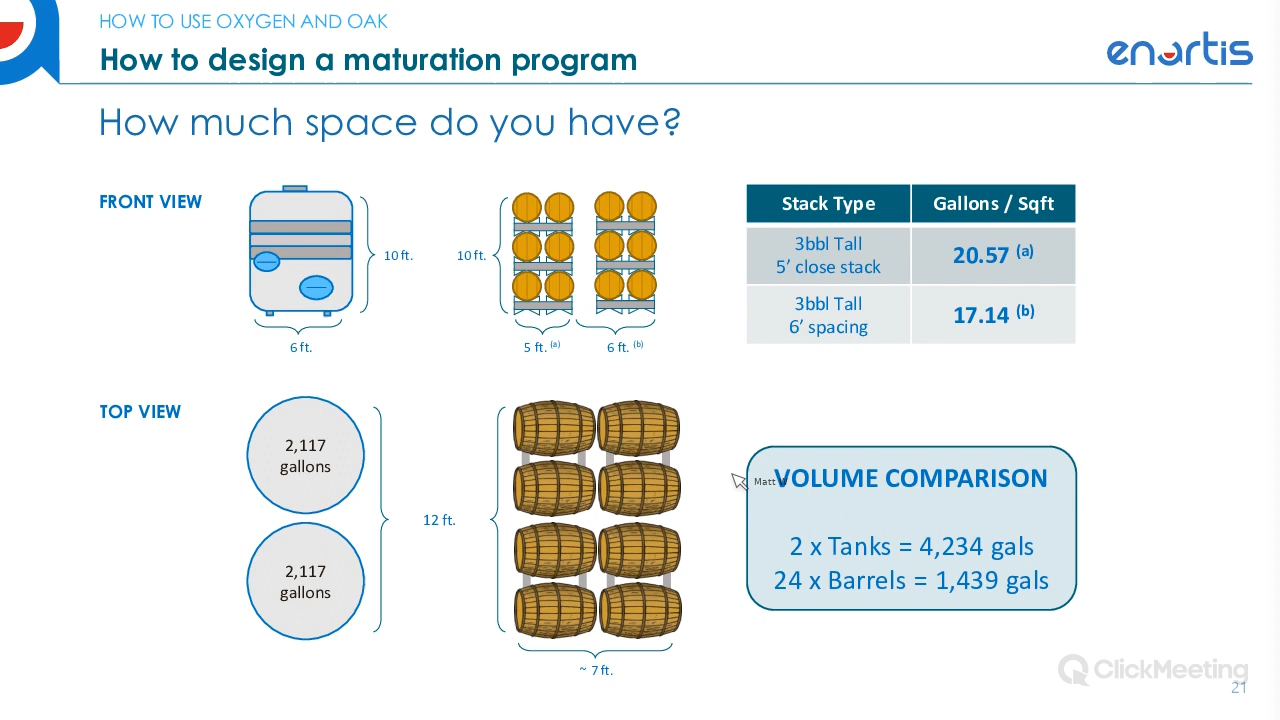 HOW TO USE OXYGEN AND OAK
How to design a maturation program
enartis
How much space do you have?
FRONT VIEW
10 ft.
6 ft.
10 ft.
5 ft. (a)
6 ft. (b)
Stack Type
Gallons / Sqft
3bbl Tall
5’ close stack
20.57 (a)
3bbl Tall
6’ spacing
17.14 (b)
TOP VIEW
2,117
gallons
2,117
gallons
12 ft.
~ 7 ft.
Matt
VOLUME COMPARISON
2 x Tanks = 4,234 gals
24 x Barrels = 1,439 gals
ClickMeeting
21